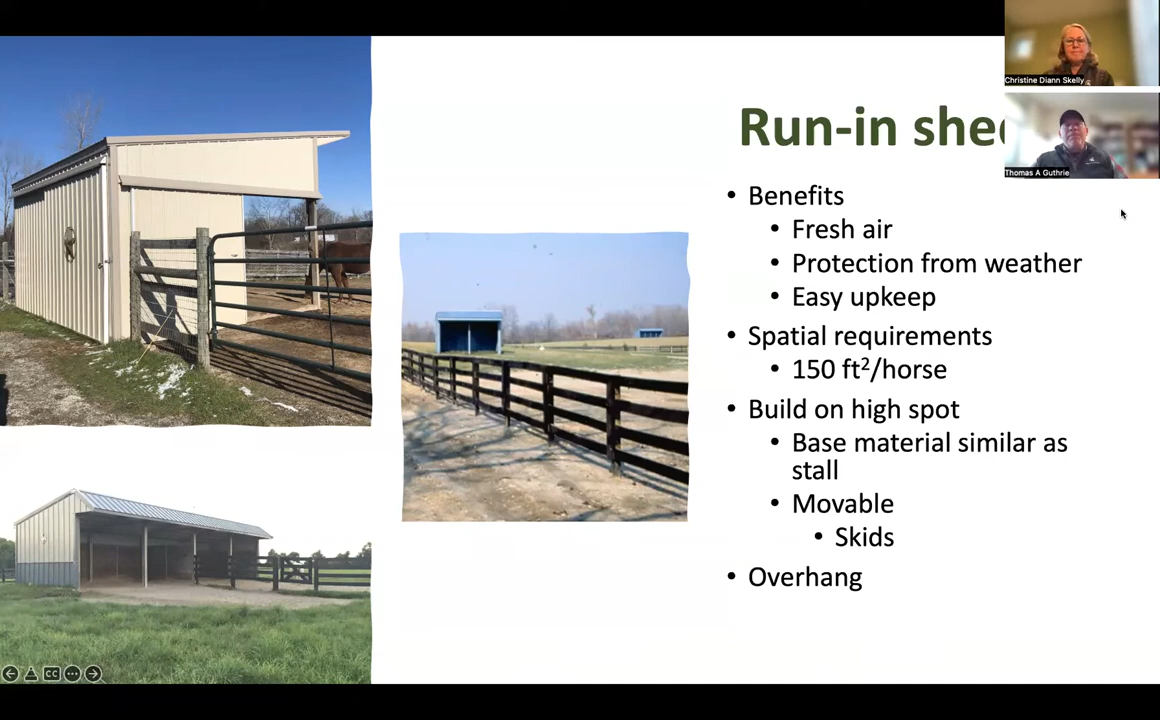 Christine Diann Skelly
Run-in shed
Thomas A Guthrie
• Benefits
• Fresh air
• Protection from weather
• Easy upkeep
• Spatial requirements
• 150 ft²/horse
• Build on high spot
• Base material similar as
stall
• Movable
• Skids
• Overhang
CC